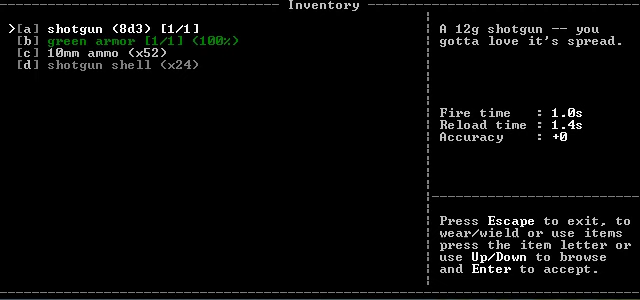 Inventory
>[a] shotgun (8d3) [1/1]
[b] green armor [1/1] (100%)
[c] 10mm ammo (x52)
[d] shotgun shell (x24)
A 12g shotgun -- you
gotta love it's spread.
Fire time : 1.0s
Reload time : 1.4s
Accuracy : +0
Press Escape to exit, to
wear/wield or use items
press the item letter or
use Up/Down to browse
and Enter to accept.